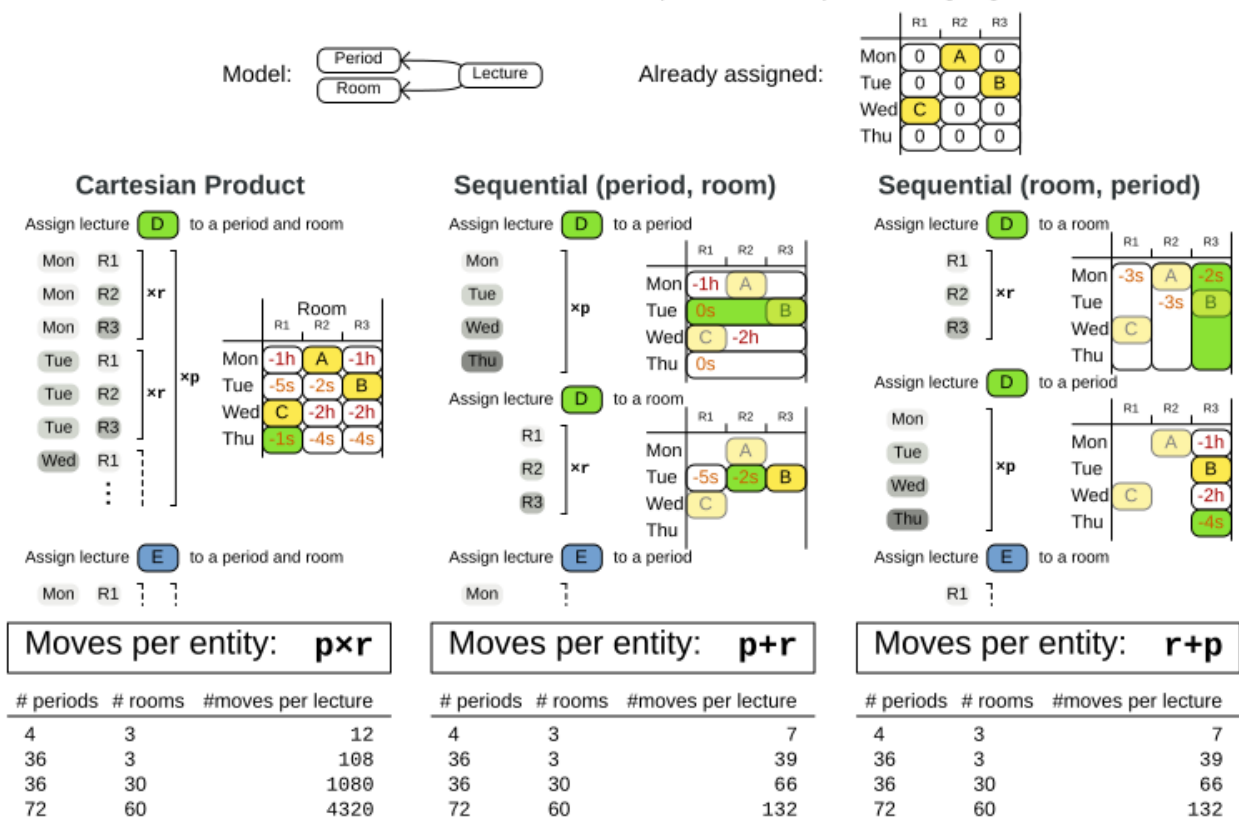 Model:
Period
Room
Lecture
Already assigned:
R1 R2 R3
Mon 0 A 0
Tue 0 0 B
Wed C 0 0
Thu 0 0 0
Cartesian Product
Assign lecture D to a period and room
Mon R1
Mon R2 ×r
Mon R3
Tue R1
Tue R2 ×r ×p
Tue R3
Wed R1
⋮
Room
R1 R2 R3
Mon -1h A -1h
Tue -5s -2s B
Wed C -2h -2h
Thu -1s -4s -4s
Assign lecture E to a period and room
Mon R1
Moves per entity: p×r
# periods # rooms #moves per lecture
4 3 12
36 3 108
36 30 1080
72 60 4320
Sequential (period, room)
Assign lecture D to a period
Mon
Tue
Wed
Thu
×p
R1 R2 R3
Mon -1h A
Tue 0s B
Wed C -2h
Thu 0s
Assign lecture D to a room
R1
R2 ×r
R3
R1 R2 R3
Mon A
Tue -5s -2s B
Wed C
Thu
Assign lecture E to a period
Mon
Moves per entity: p+r
# periods # rooms #moves per lecture
4 3 7
36 3 39
36 30 66
72 60 132
Sequential (room, period)
Assign lecture D to a room
R1
R2 ×r
R3
R1 R2 R3
Mon -3s A -2s
Tue -3s B
Wed C
Thu
Assign lecture D to a period
Mon
Tue
Wed
Thu
×p
R1 R2 R3
Mon A -1h
Tue B
Wed C -2h
Thu -4s
Assign lecture E to a room
R1
Moves per entity: r+p
# periods # rooms #moves per lecture
4 3 7
36 3 39
36 30 66
72 60 132